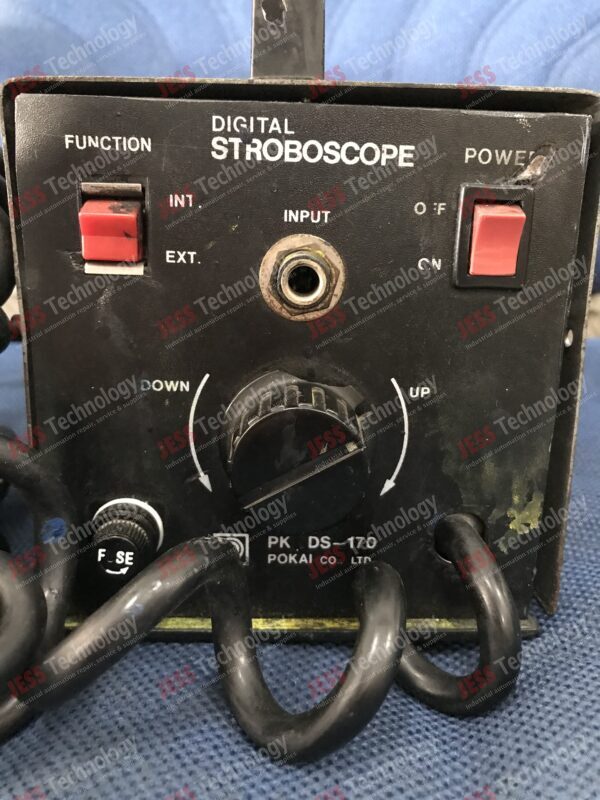 DIGITAL
STROBOSCOPE
FUNCTION
POWER
INT.
OFF
INPUT
EXT.
ON
DOWN
UP
PK DS-170
POKAI CO LTD
FUSE
JESS Technology
Industrial automation repair, service & supplies